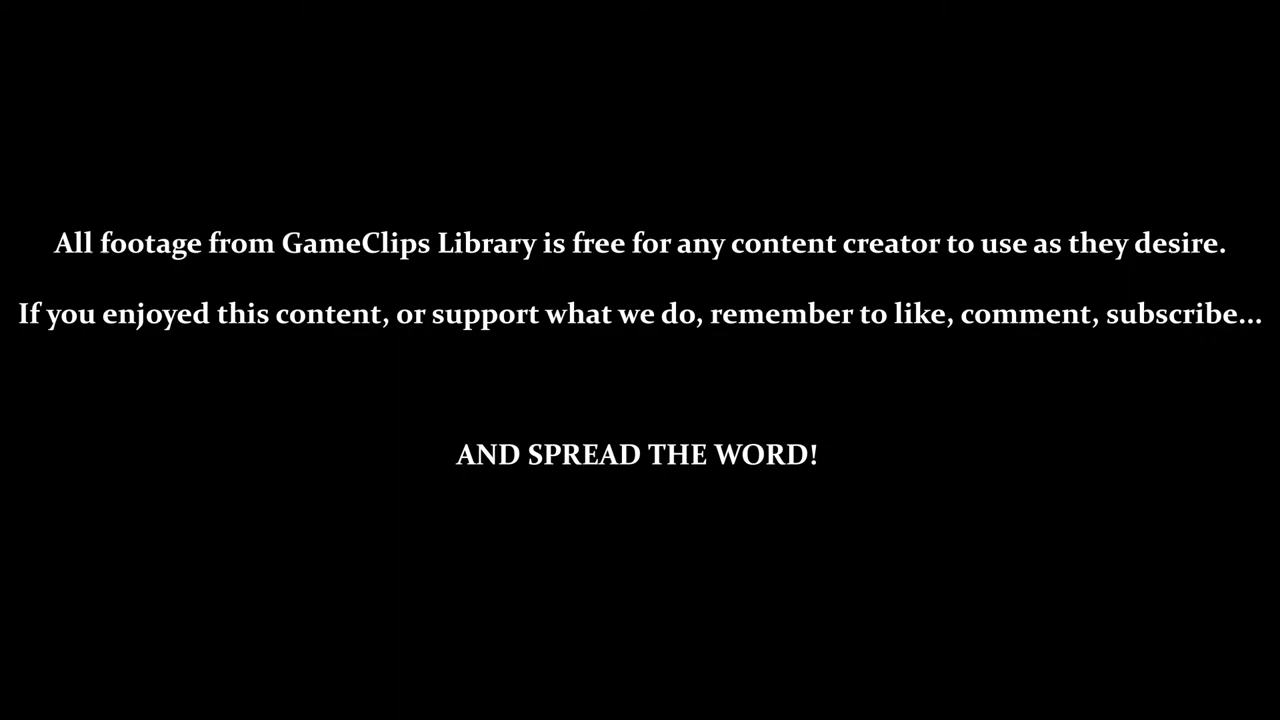 All footage from GameClips Library is free for any content creator to use as they desire.
If you enjoyed this content, or support what we do, remember to like, comment, subscribe...
AND SPREAD THE WORD!